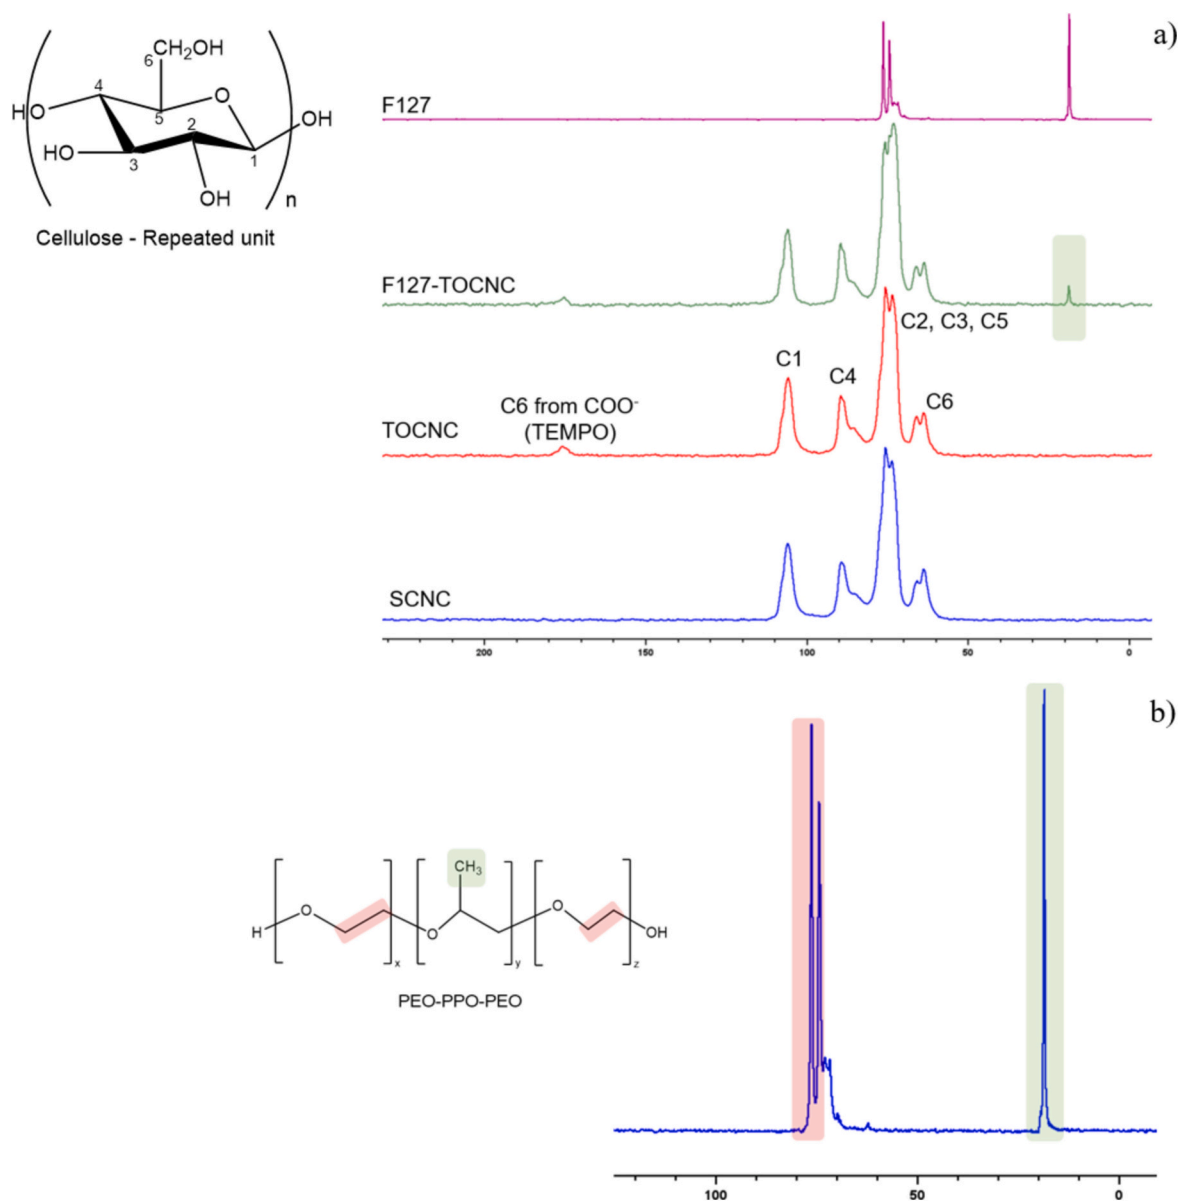 a)
6 CH₂OH
4
O
HO
5
2
OH
HO
3
1
OH
n
Cellulose - Repeated unit
F127
F127-TOCNC
C2, C3, C5
C1
C4
C6
C6 from COO⁻
(TEMPO)
TOCNC
SCNC
200 150 100 50 0
b)
CH₃
O
O
H
O
OH
x
y
z
PEO-PPO-PEO
100 50 0